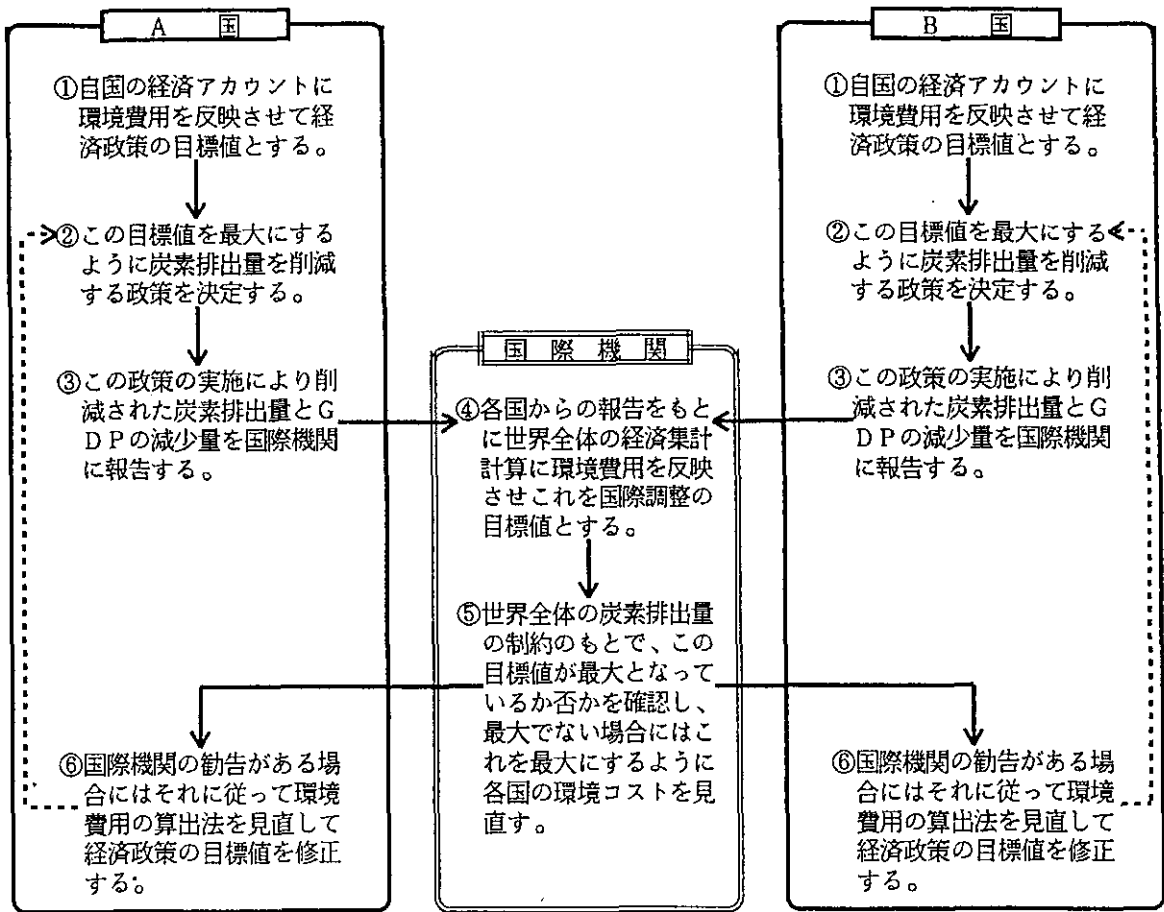 A 国
①自国の経済アカウントに
環境費用を反映させて経
済政策の目標値とする。
②この目標値を最大にする
ように炭素排出量を削減
する政策を決定する。
③この政策の実施により削
減された炭素排出量とG
DPの減少量を国際機関
に報告する。
⑥国際機関の勧告がある場
合にはそれに従って環境
費用の算出法を見直して
経済政策の目標値を修正
する。
国際機関
④各国からの報告をもと
に世界全体の経済集計
計算に環境費用を反映
させこれを国際調整の
目標値とする。
⑤世界全体の炭素排出量
の制約のもとで、この
目標値が最大となって
いるか否かを確認し、
最大でない場合にはこ
れを最大にするように
各国の環境コストを見
直す。
B 国
①自国の経済アカウントに
環境費用を反映させて経
済政策の目標値とする。
②この目標値を最大にする
ように炭素排出量を削減
する政策を決定する。
③この政策の実施により削
減された炭素排出量とG
DPの減少量を国際機関
に報告する。
⑥国際機関の勧告がある場
合にはそれに従って環境
費用の算出法を見直して
経済政策の目標値を修正
する。